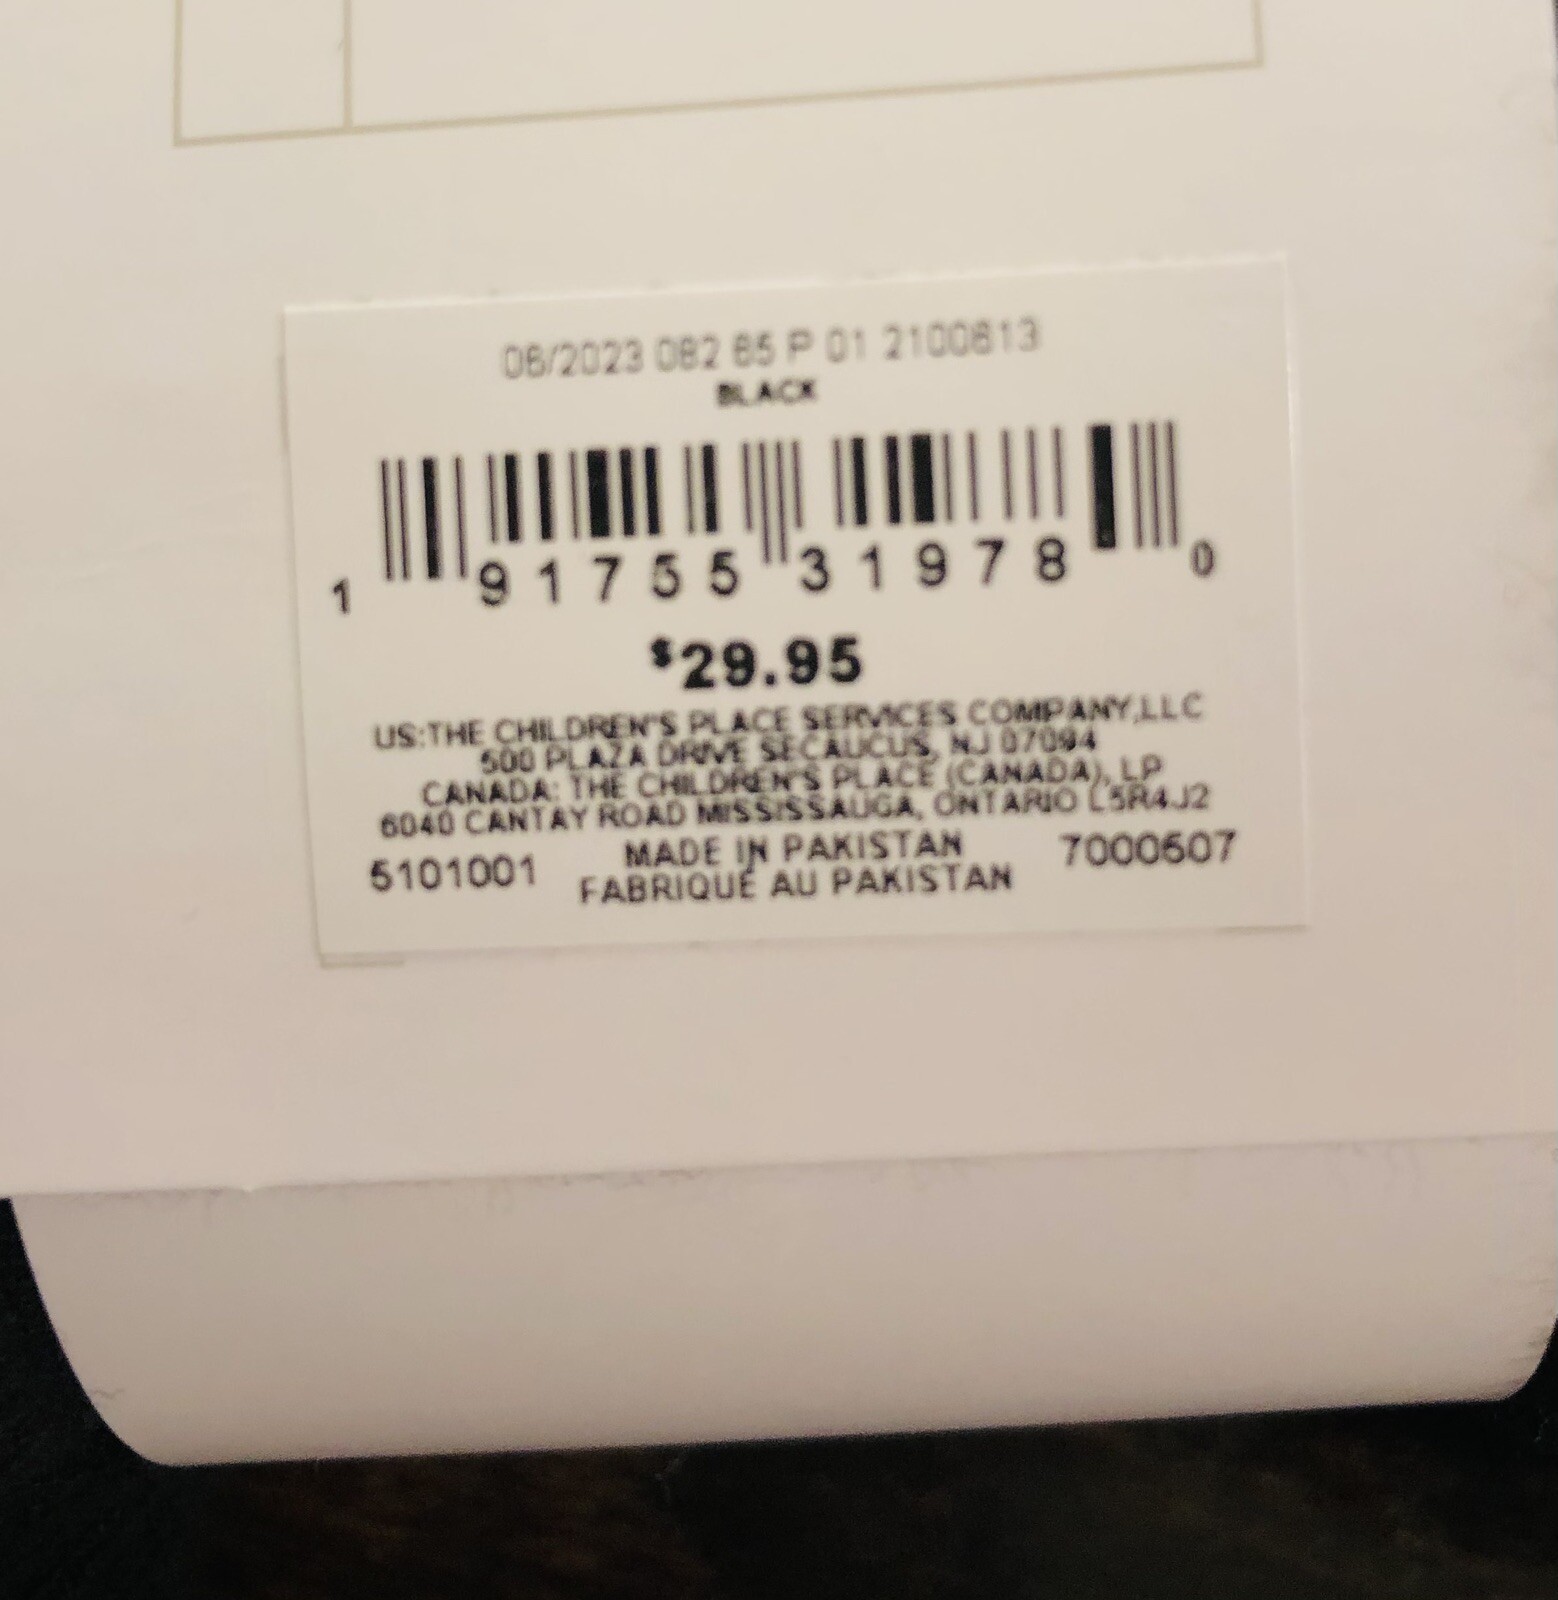 06/2023 082 65 P 01 2100613
BLACK
1 91755 31978 0
$29.95
US:THE CHILDREN'S PLACE SERVICES COMPANY,LLC
500 PLAZA DRIVE SECAUCUS, NJ 07094
CANADA: THE CHILDREN'S PLACE (CANADA), LP
6040 CANTAY ROAD MISSISSAUGA, ONTARIO L5R4J2
5101001 MADE IN PAKISTAN 7000607
FABRIQUÉ AU PAKISTAN